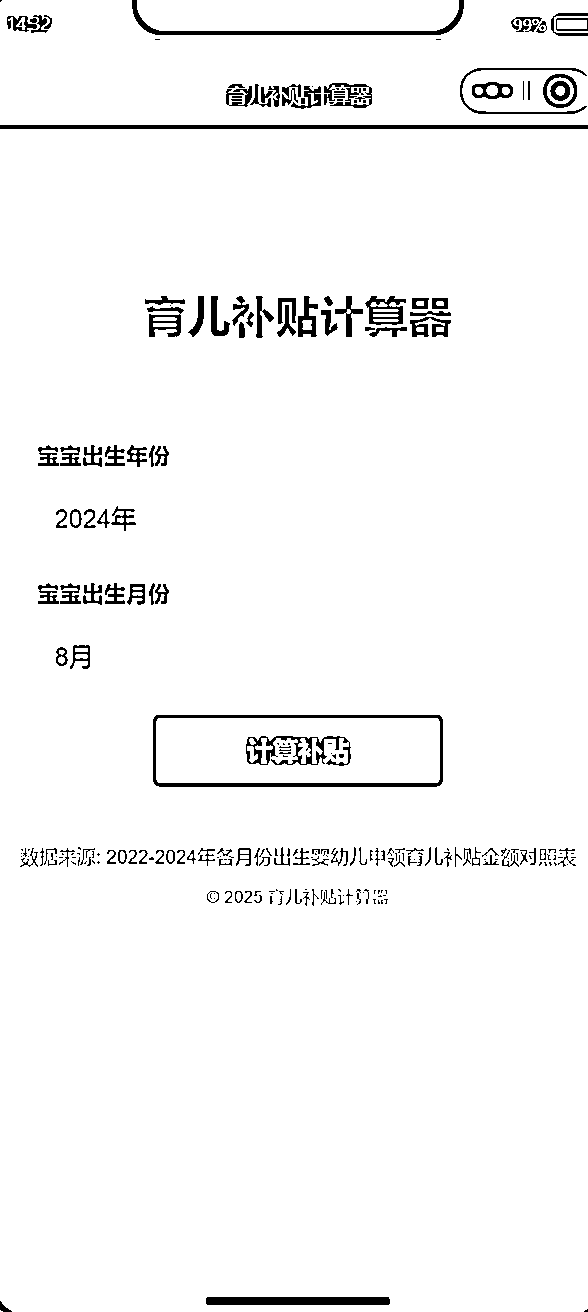 14:32
99%
育儿补贴计算器
育儿补贴计算器
宝宝出生年份
2024年
宝宝出生月份
8月
计算补贴
数据来源: 2022-2024年各月份出生婴幼儿申领育儿补贴金额对照表
© 2025 育儿补贴计算器